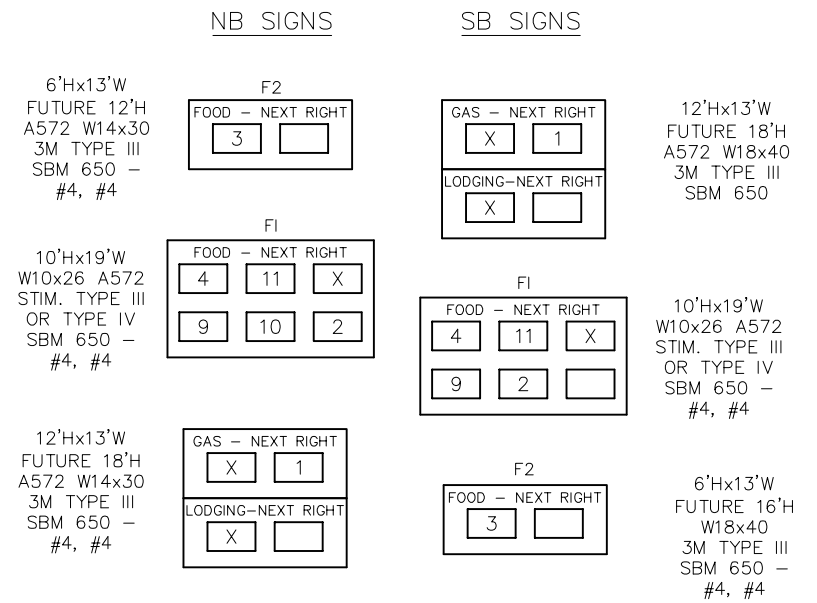 NB SIGNS
6'Hx13'W
FUTURE 12'H
A572 W14x30
3M TYPE III
SBM 650 –
#4, #4
F2
FOOD – NEXT RIGHT
3
10'Hx19'W
W10x26 A572
STIM. TYPE III
OR TYPE IV
SBM 650 –
#4, #4
F1
FOOD – NEXT RIGHT
4 11 X
9 10 2
12'Hx13'W
FUTURE 18'H
A572 W14x30
3M TYPE III
SBM 650 –
#4, #4
GAS – NEXT RIGHT
X 1
LODGING–NEXT RIGHT
X
SB SIGNS
GAS – NEXT RIGHT
X 1
LODGING–NEXT RIGHT
X
12'Hx13'W
FUTURE 18'H
A572 W18x40
3M TYPE III
SBM 650
F1
FOOD – NEXT RIGHT
4 11 X
9 2
10'Hx19'W
W10x26 A572
STIM. TYPE III
OR TYPE IV
SBM 650 –
#4, #4
F2
FOOD – NEXT RIGHT
3
6'Hx13'W
FUTURE 16'H
W18x40
3M TYPE III
SBM 650 –
#4, #4